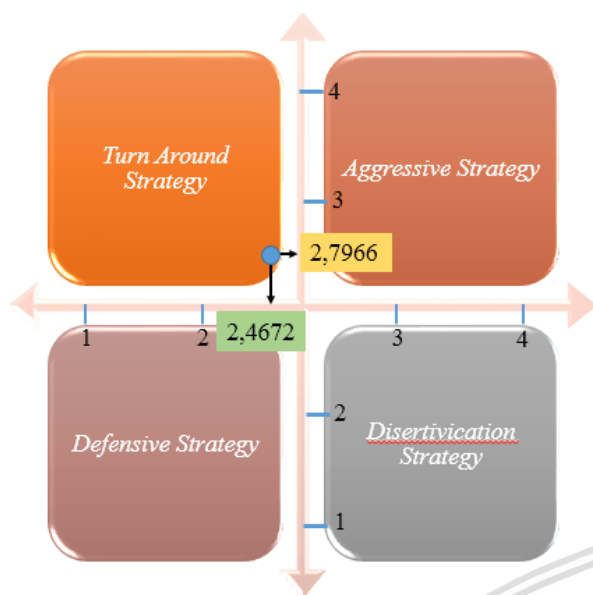 4
Turn Around
Strategy
Aggressive Strategy
3
2,7966
1
2
2,4672
3
4
2
Defensive Strategy
Disertivication
Strategy
1